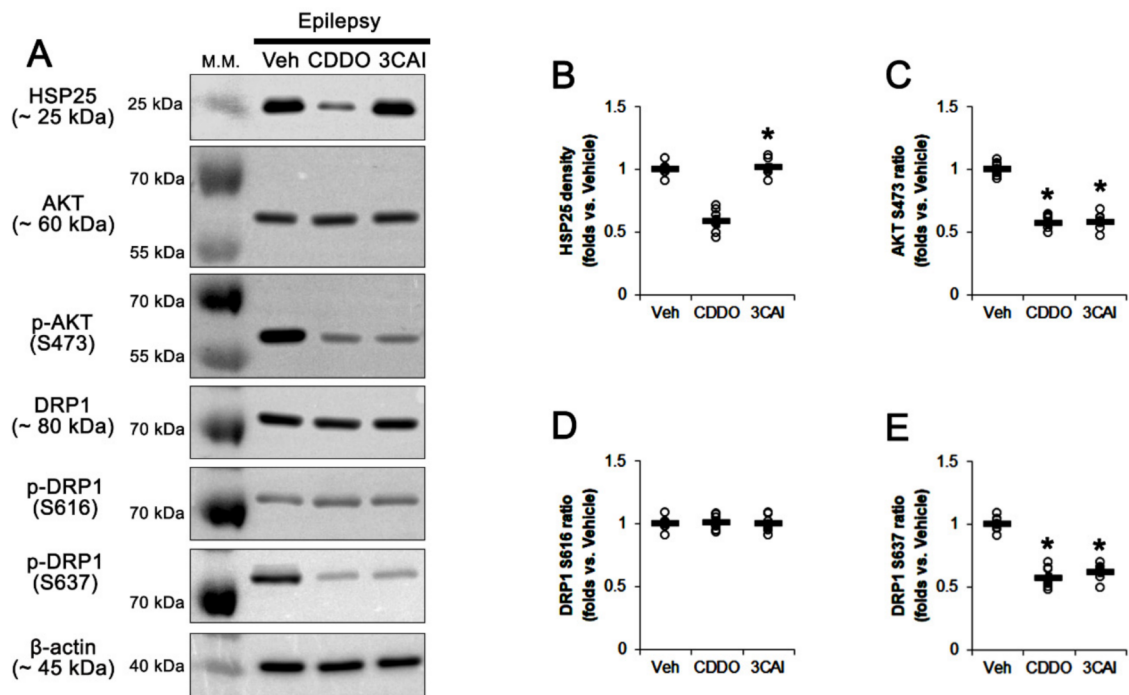 Epilepsy
A
M.M. Veh CDDO 3CAI
HSP25
(~ 25 kDa)
25 kDa
AKT
(~ 60 kDa)
70 kDa
55 kDa
p-AKT
(S473)
70 kDa
55 kDa
DRP1
(~ 80 kDa)
70 kDa
p-DRP1
(S616)
70 kDa
p-DRP1
(S637)
70 kDa
β-actin
(~ 45 kDa)
40 kDa
B
HSP25 density
(folds vs. Vehicle)
1.5
1
0.5
0
*
Veh CDDO 3CAI
C
AKT S473 ratio
(folds vs. Vehicle)
1.5
1
0.5
0
* *
Veh CDDO 3CAI
D
DRP1 S616 ratio
(folds vs. Vehicle)
1.5
1
0.5
0
Veh CDDO 3CAI
E
DRP1 S637 ratio
(folds vs. Vehicle)
1.5
1
0.5
0
* *
Veh CDDO 3CAI